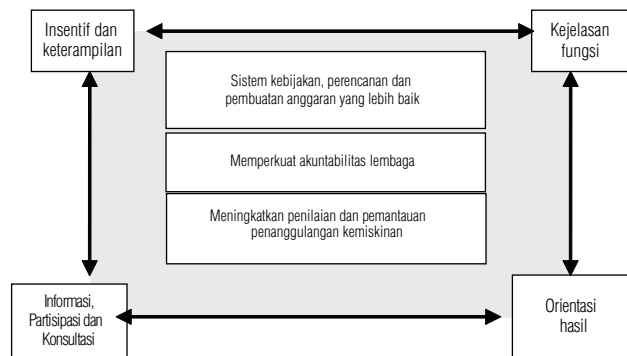 Insentif dan
keterampilan
Kejelasan
fungsi
Sistem kebijakan, perencanan dan
pembuatan anggaran yang lebih baik
Memperkuat akuntabilitas lembaga
Meningkatkan penilaian dan pemantauan
penanggulangan kemiskinan
Informasi,
Partisipasi dan
Konsultasi
Orientasi
hasil